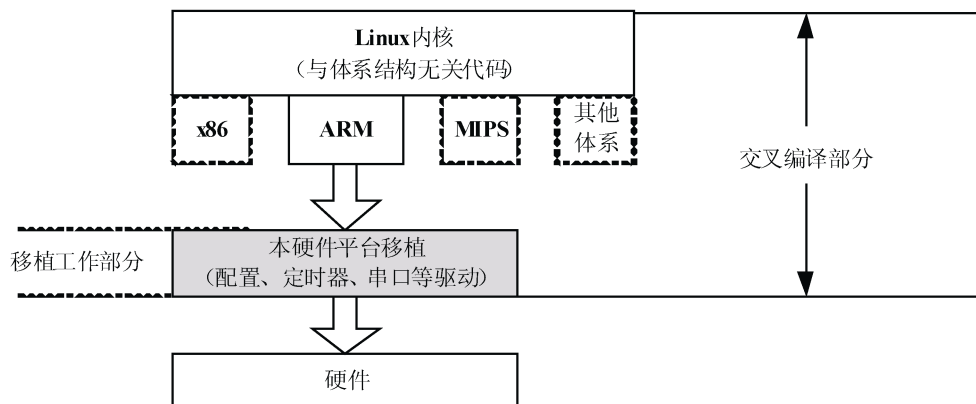 Linux内核
（与体系结构无关代码）
x86
ARM
MIPS
其他
体系
交叉编译部分
本硬件平台移植
（配置、定时器、串口等驱动）
移植工作部分
硬件